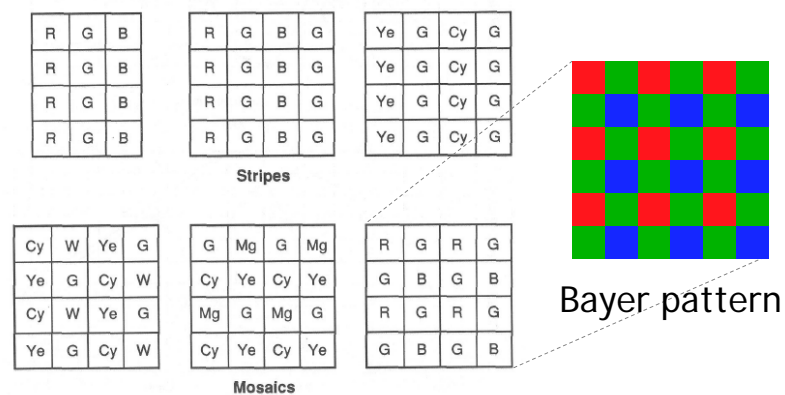 R G B
R G B
R G B
R G B
R G B G
R G B G
R G B G
R G B G
Ye G Cy G
Ye G Cy G
Ye G Cy G
Ye G Cy G
Stripes
Cy W Ye G
Ye G Cy W
Cy W Ye G
Ye G Cy W
G Mg G Mg
Cy Ye Cy Ye
Mg G Mg G
Cy Ye Cy Ye
R G R G
G B G B
R G R G
G B G B
Mosaics
Bayer pattern